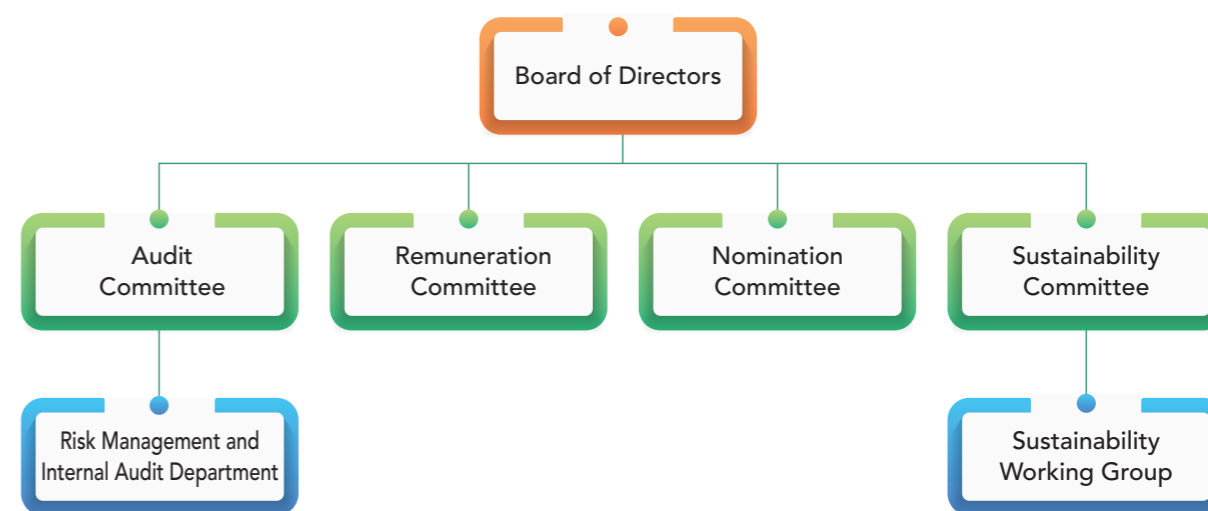 Board of Directors
Audit
Committee
Remuneration
Committee
Nomination
Committee
Sustainability
Committee
Risk Management and
Internal Audit Department
Sustainability
Working Group